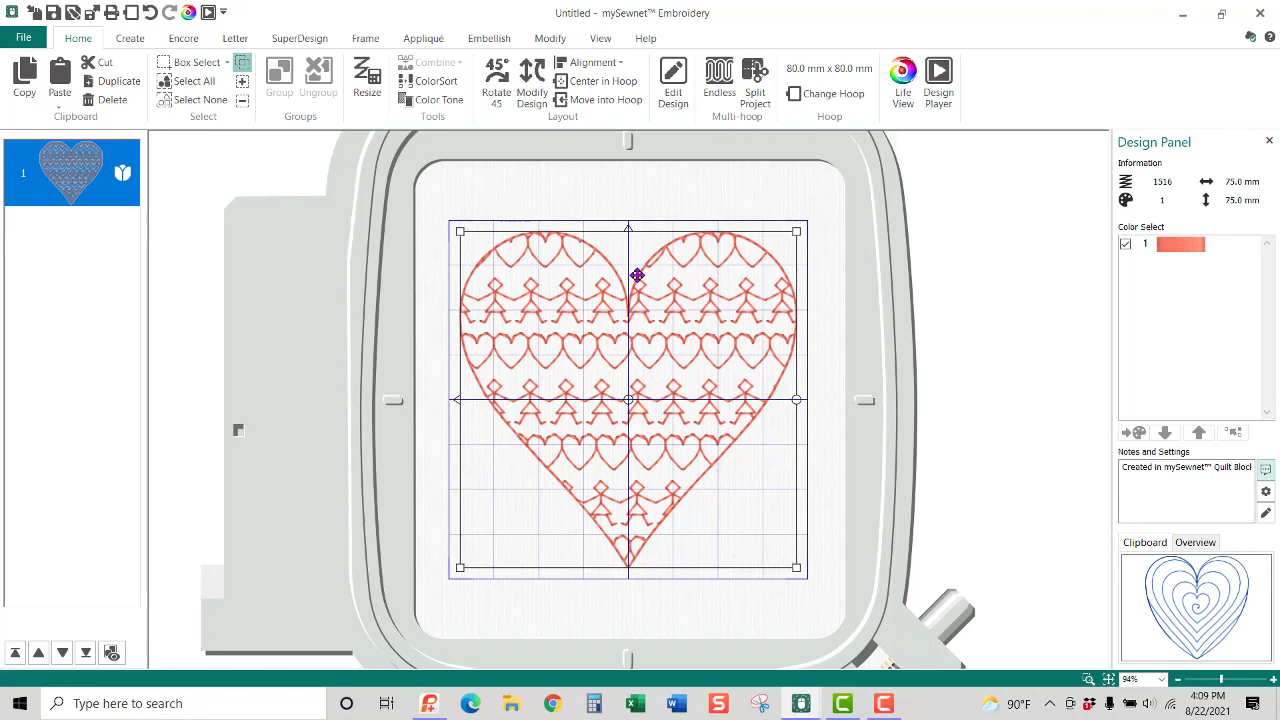 Untitled - mySewnet™ Embroidery
File
Home
Create
Encore
Letter
SuperDesign
Frame
Appliqué
Embellish
Modify
View
Help
Copy
Paste
Cut
Duplicate
Delete
Clipboard
Box Select
Select All
Select None
Select
Group
Ungroup
Groups
Resize
Combine
ColorSort
Color Tone
Tools
Rotate 45
Modify Design
Alignment
Center in Hoop
Move into Hoop
Layout
Edit Design
Endless
Split Project
Multi-hoop
80.0 mm x 80.0 mm
Change Hoop
Hoop
Life View
Design Player
1
Design Panel
Information
1516
75.0 mm
1
75.0 mm
Color Select
1
Notes and Settings
Created in mySewnet™ Quilt Bloc
Clipboard
Overview
94%
Type here to search
90°F
4:09 PM
8/22/2021